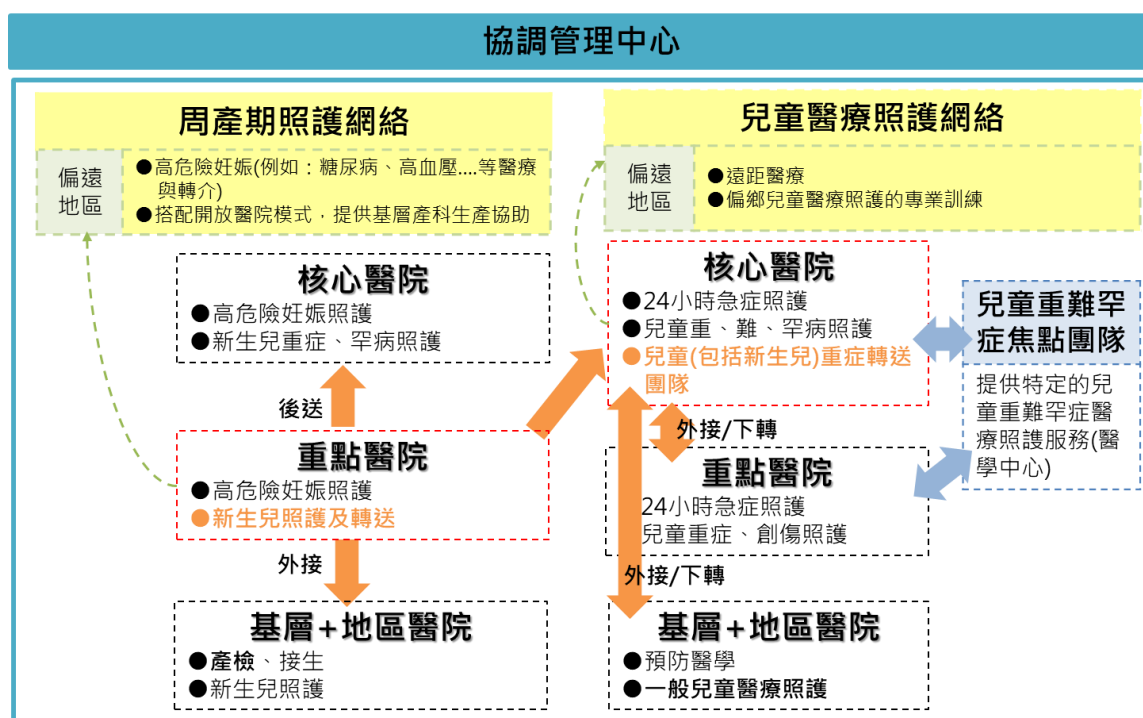 協調管理中心
周產期照護網絡
偏遠
地區
●高危險妊娠(例如：糖尿病、高血壓....等醫療
與轉介)
●搭配開放醫院模式，提供基層產科生產協助
核心醫院
●高危險妊娠照護
●新生兒重症、罕病照護
後送
重點醫院
●高危險妊娠照護
●新生兒照護及轉送
外接
基層+地區醫院
●產檢、接生
●新生兒照護
兒童醫療照護網絡
偏遠
地區
●遠距醫療
●偏鄉兒童醫療照護的專業訓練
核心醫院
●24小時急症照護
●兒童重、難、罕病照護
●兒童(包括新生兒)重症轉送
團隊
外接/下轉
重點醫院
24小時急症照護
兒童重症、創傷照護
外接/下轉
基層+地區醫院
●預防醫學
●一般兒童醫療照護
兒童重難罕
症焦點團隊
提供特定的兒
童重難罕症醫
療照護服務(醫
學中心)